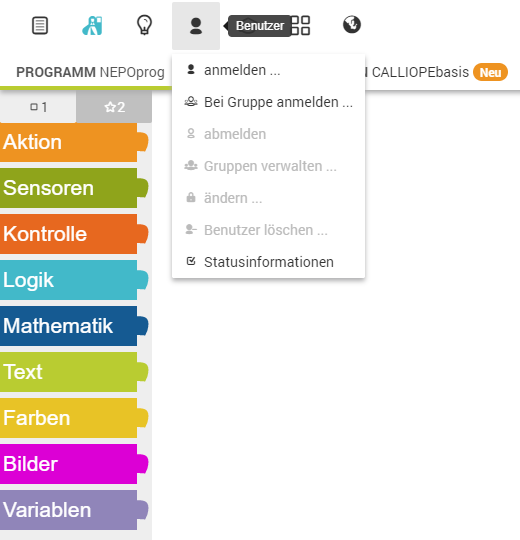 Benutzer
PROGRAMM NEPOprog
CALLIOPEbasis Neu
anmelden ...
Bei Gruppe anmelden ...
abmelden
Gruppen verwalten ...
ändern ...
Benutzer löschen ...
Statusinformationen
1
2
Aktion
Sensoren
Kontrolle
Logik
Mathematik
Text
Farben
Bilder
Variablen